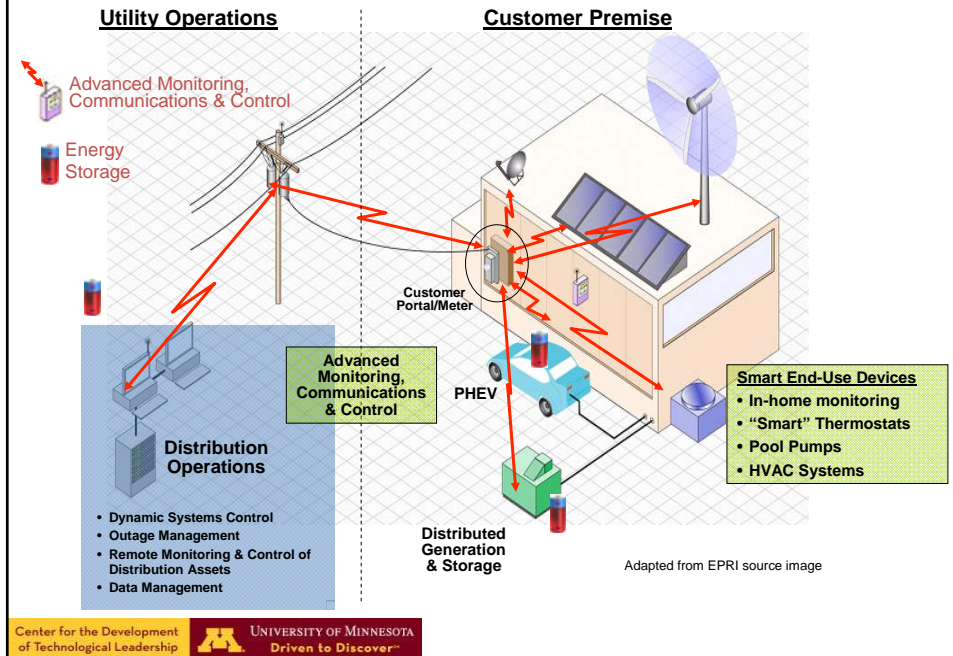 Utility Operations
Customer Premise
Advanced Monitoring,
Communications & Control
Energy
Storage
Customer
Portal/Meter
Advanced
Monitoring,
Communications
& Control
PHEV
Smart End-Use Devices
• In-home monitoring
• “Smart” Thermostats
• Pool Pumps
• HVAC Systems
Distribution
Operations
• Dynamic Systems Control
• Outage Management
• Remote Monitoring & Control of
Distribution Assets
• Data Management
Distributed
Generation
& Storage
Adapted from EPRI source image
Center for the Development
of Technological Leadership
M
UNIVERSITY OF MINNESOTA
Driven to Discover℠